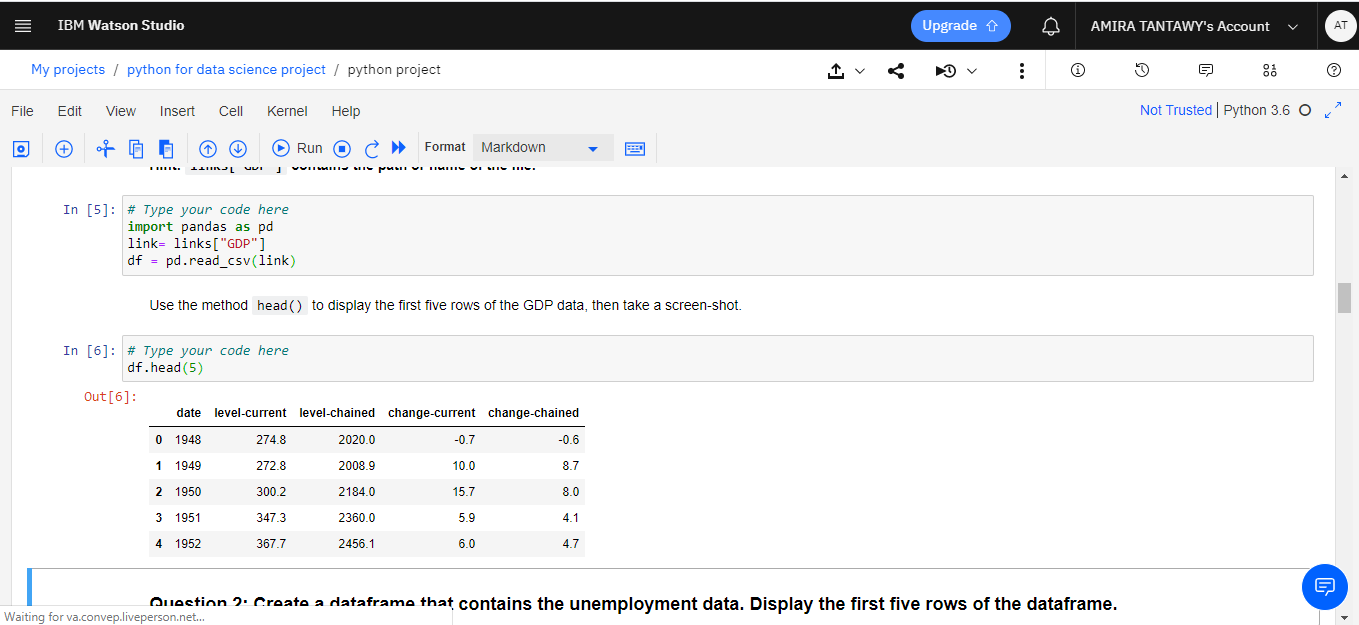 IBM Watson Studio
Upgrade
AMIRA TANTAWY's Account
AT
My projects / python for data science project / python project
File Edit View Insert Cell Kernel Help
Not Trusted | Python 3.6
Run
Format
Markdown
Hint: links["GDP"] contains the path or name of the file.
In [5]: # Type your code here
import pandas as pd
link= links["GDP"]
df = pd.read_csv(link)
Use the method head() to display the first five rows of the GDP data, then take a screen-shot.
In [6]: # Type your code here
df.head(5)
Out[6]:
date level-current level-chained change-current change-chained
0 1948 274.8 2020.0 -0.7 -0.6
1 1949 272.8 2008.9 10.0 8.7
2 1950 300.2 2184.0 15.7 8.0
3 1951 347.3 2360.0 5.9 4.1
4 1952 367.7 2456.1 6.0 4.7
Question 2: Create a dataframe that contains the unemployment data. Display the first five rows of the dataframe.
Waiting for va.convep.liveperson.net...